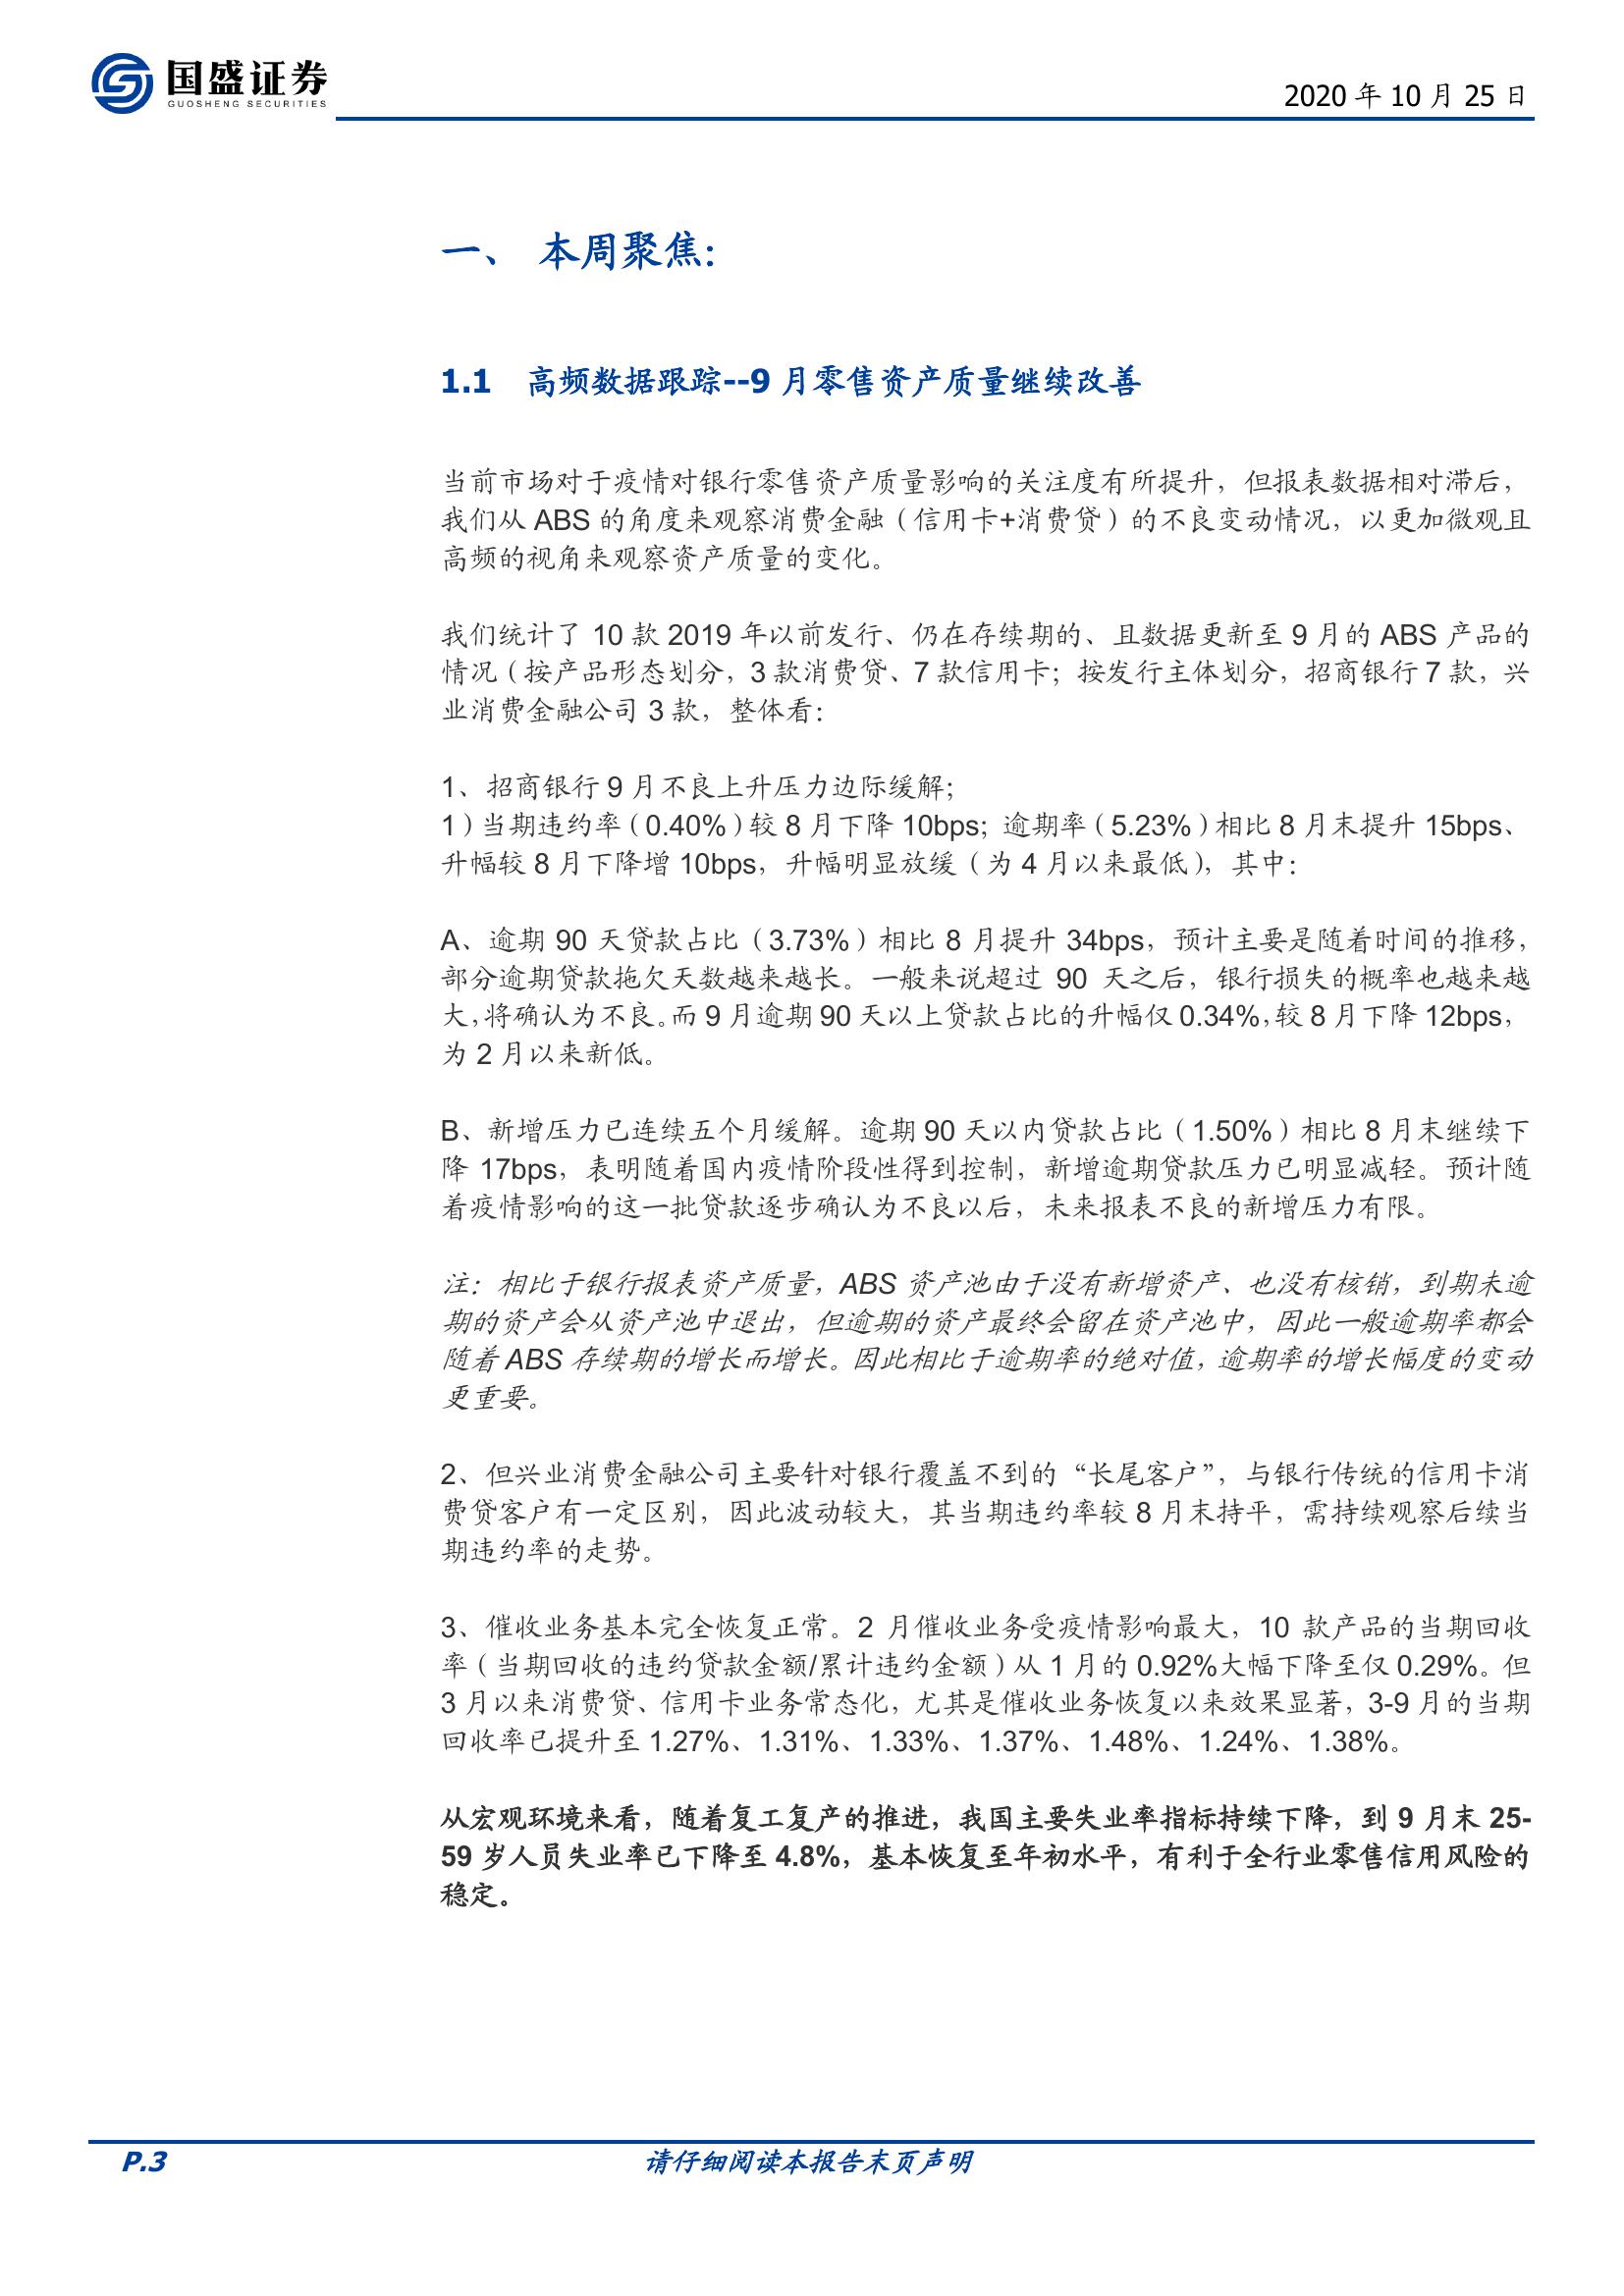 国盛证券
GUOSHENG SECURITIES
2020 年 10 月 25 日
一、 本周聚焦：
1.1 高频数据跟踪--9 月零售资产质量继续改善
当前市场对于疫情对银行零售资产质量影响的关注度有所提升，但报表数据相对滞后，
我们从 ABS 的角度来观察消费金融（信用卡+消费贷）的不良变动情况，以更加微观且
高频的视角来观察资产质量的变化。
我们统计了 10 款 2019 年以前发行、仍在存续期的、且数据更新至 9 月的 ABS 产品的
情况（按产品形态划分，3 款消费贷、7 款信用卡；按发行主体划分，招商银行 7 款，兴
业消费金融公司 3 款，整体看：
1、招商银行 9 月不良上升压力边际缓解；
1）当期违约率（0.40%）较 8 月下降 10bps；逾期率（5.23%）相比 8 月末提升 15bps、
升幅较 8 月下降增 10bps，升幅明显放缓（为 4 月以来最低），其中：
A、逾期 90 天贷款占比（3.73%）相比 8 月提升 34bps，预计主要是随着时间的推移，
部分逾期贷款拖欠天数越来越长。一般来说超过 90 天之后，银行损失的概率也越来越
大，将确认为不良。而 9 月逾期 90 天以上贷款占比的升幅仅 0.34%，较 8 月下降 12bps，
为 2 月以来新低。
B、新增压力已连续五个月缓解。逾期 90 天以内贷款占比（1.50%）相比 8 月末继续下
降 17bps，表明随着国内疫情阶段性得到控制，新增逾期贷款压力已明显减轻。预计随
着疫情影响的这一批贷款逐步确认为不良以后，未来报表不良的新增压力有限。
注：相比于银行报表资产质量，ABS 资产池由于没有新增资产、也没有核销，到期未逾
期的资产会从资产池中退出，但逾期的资产最终会留在资产池中，因此一般逾期率都会
随着 ABS 存续期的增长而增长。因此相比于逾期率的绝对值，逾期率的增长幅度的变动
更重要。
2、但兴业消费金融公司主要针对银行覆盖不到的“长尾客户”，与银行传统的信用卡消
费贷客户有一定区别，因此波动较大，其当期违约率较 8 月末持平，需持续观察后续当
期违约率的走势。
3、催收业务基本完全恢复正常。2 月催收业务受疫情影响最大，10 款产品的当期回收
率（当期回收的违约贷款金额/累计违约金额）从 1 月的 0.92%大幅下降至仅 0.29%。但
3 月以来消费贷、信用卡业务常态化，尤其是催收业务恢复以来效果显著，3-9 月的当期
回收率已提升至 1.27%、1.31%、1.33%、1.37%、1.48%、1.24%、1.38%。
从宏观环境来看，随着复工复产的推进，我国主要失业率指标持续下降，到 9 月末 25-
59 岁人员失业率已下降至 4.8%，基本恢复至年初水平，有利于全行业零售信用风险的
稳定。
P.3
请仔细阅读本报告末页声明